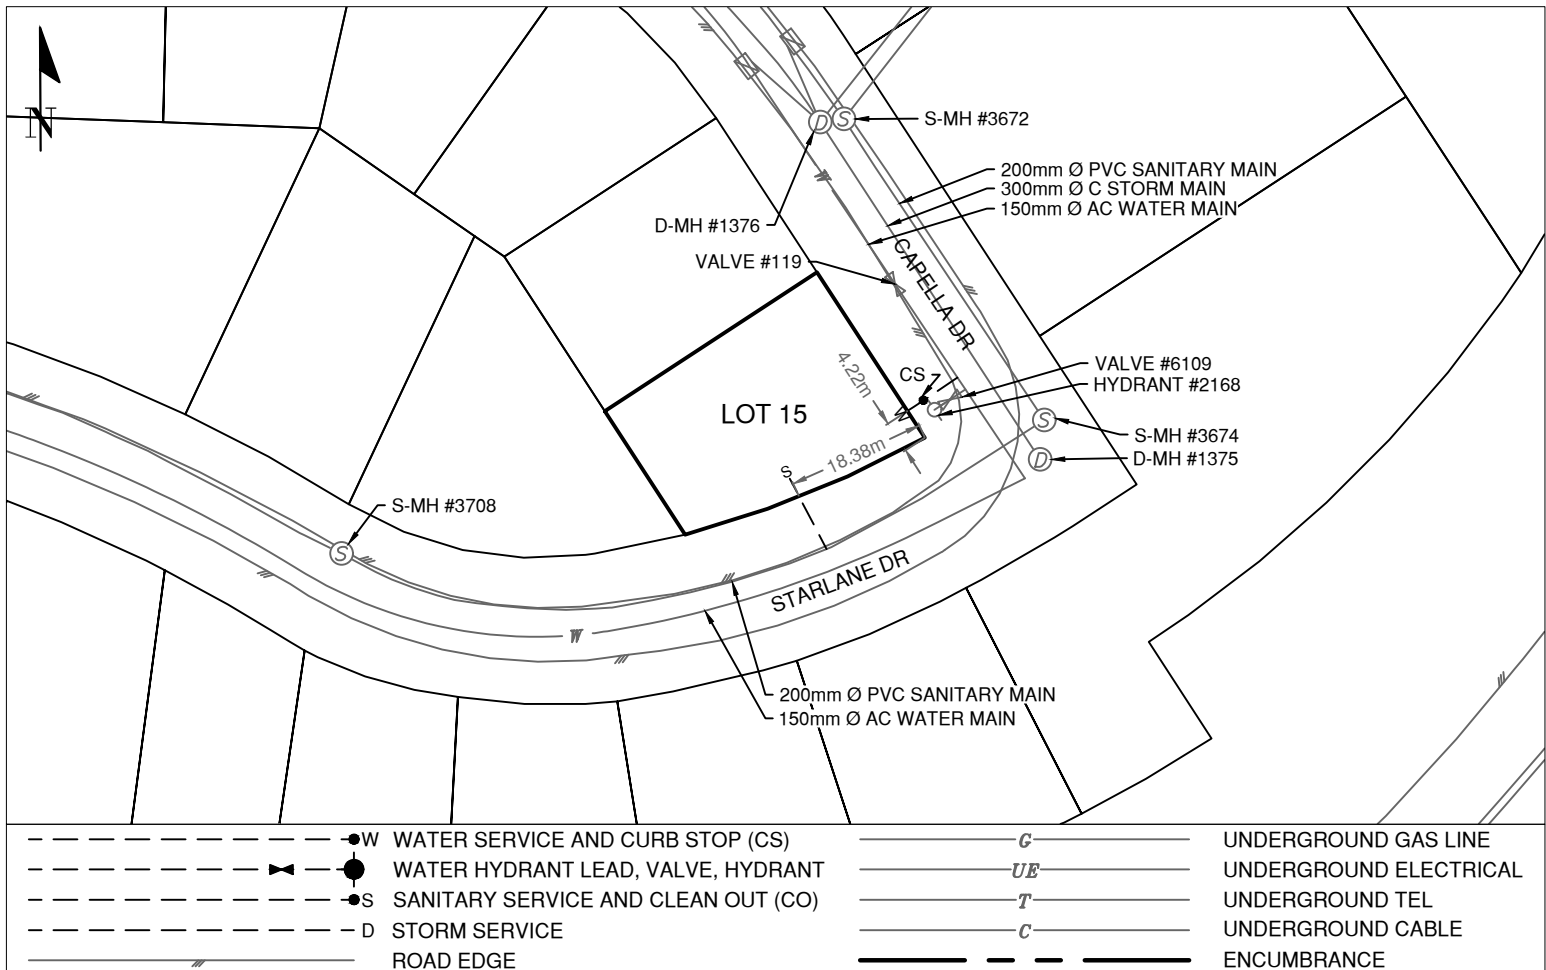 N
S-MH #3672
D
S
200mm Ø PVC SANITARY MAIN
300mm Ø C STORM MAIN
150mm Ø AC WATER MAIN
W
D-MH #1376
VALVE #119
CAPELLA DR
VALVE #6109
HYDRANT #2168
CS
4.22m
W
LOT 15
18.38m
S
S
S-MH #3674
D
D-MH #1375
S-MH #3708
S
STARLANE DR
W
200mm Ø PVC SANITARY MAIN
150mm Ø AC WATER MAIN
W WATER SERVICE AND CURB STOP (CS)
WATER HYDRANT LEAD, VALVE, HYDRANT
S SANITARY SERVICE AND CLEAN OUT (CO)
D STORM SERVICE
ROAD EDGE
G UNDERGROUND GAS LINE
UE UNDERGROUND ELECTRICAL
T UNDERGROUND TEL
C UNDERGROUND CABLE
ENCUMBRANCE